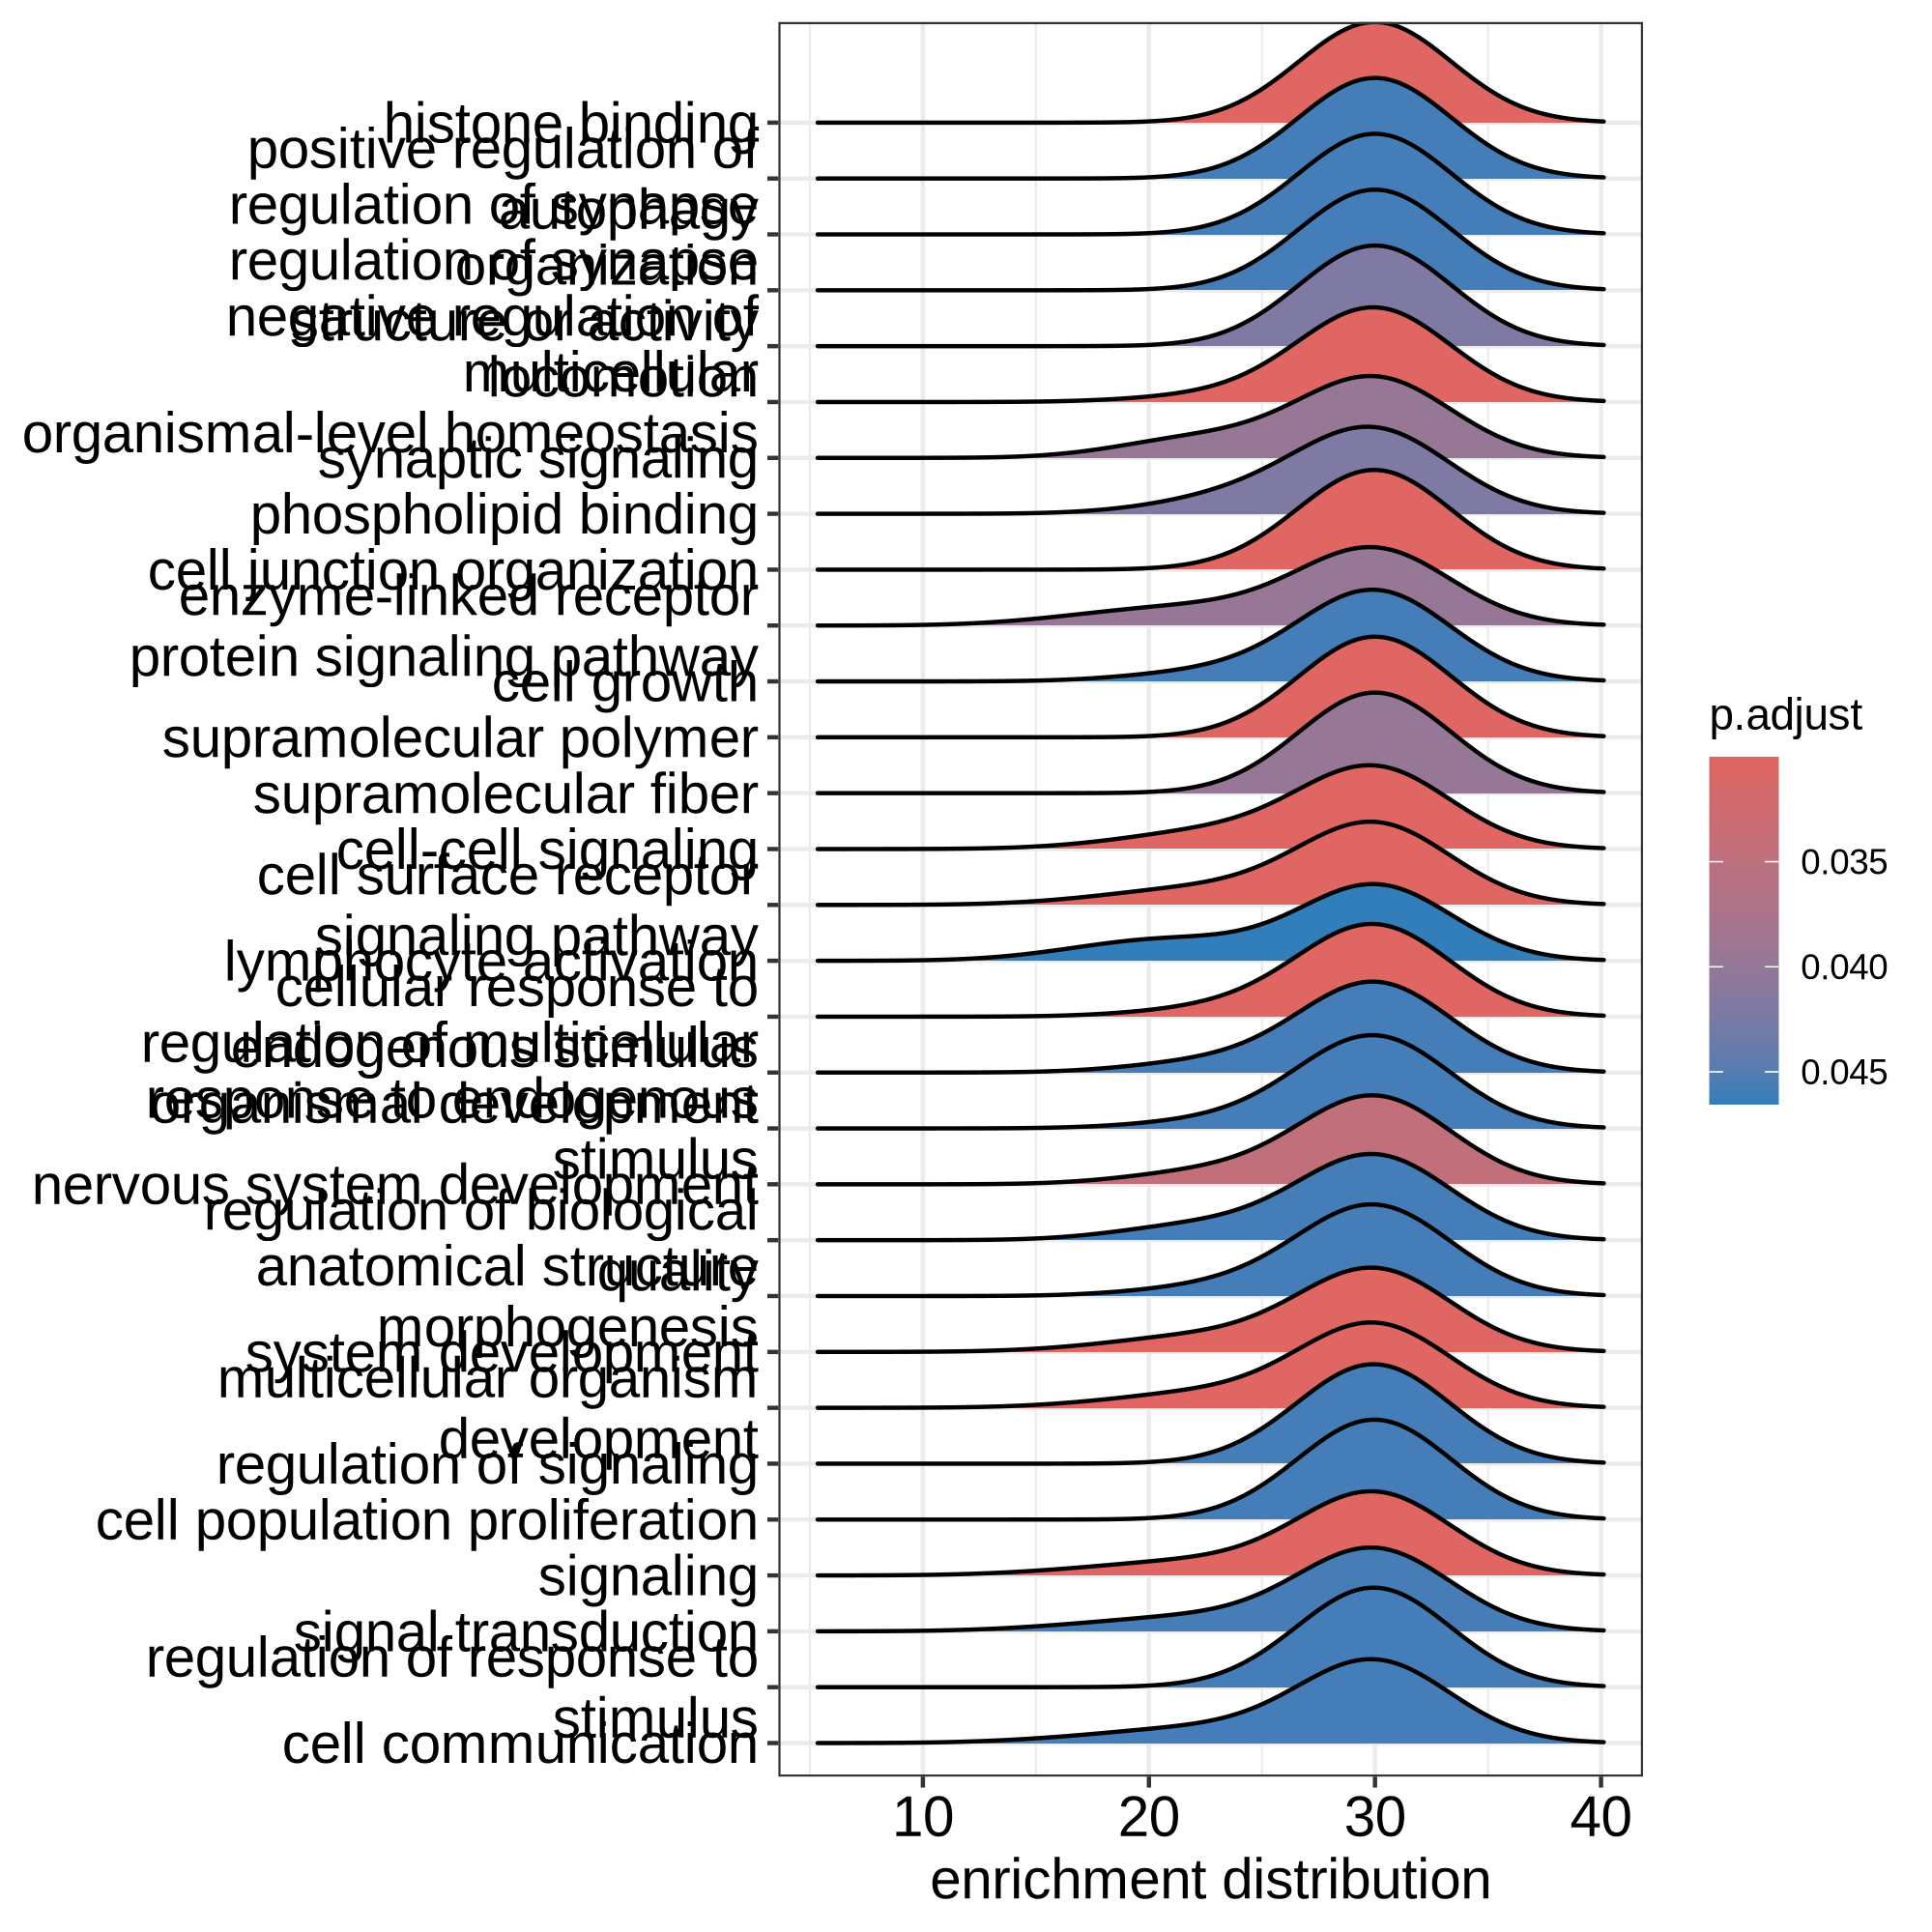 histone binding
positive regulation of
autophagy
regulation of synapse
organization
regulation of synapse
structure or activity
negative regulation of
locomotion
multicellular
organismal-level homeostasis
synaptic signaling
phospholipid binding
cell junction organization
enzyme-linked receptor
protein signaling pathway
cell growth
supramolecular polymer
supramolecular fiber
cell-cell signaling
cell surface receptor
signaling pathway
lymphocyte activation
cellular response to
endogenous stimulus
regulation of multicellular
organismal development
response to endogenous
stimulus
nervous system development
regulation of biological
quality
anatomical structure
morphogenesis
system development
multicellular organism
development
regulation of signaling
cell population proliferation
signaling
signal transduction
regulation of response to
stimulus
cell communication
10 20 30 40
enrichment distribution
p.adjust
0.035
0.040
0.045